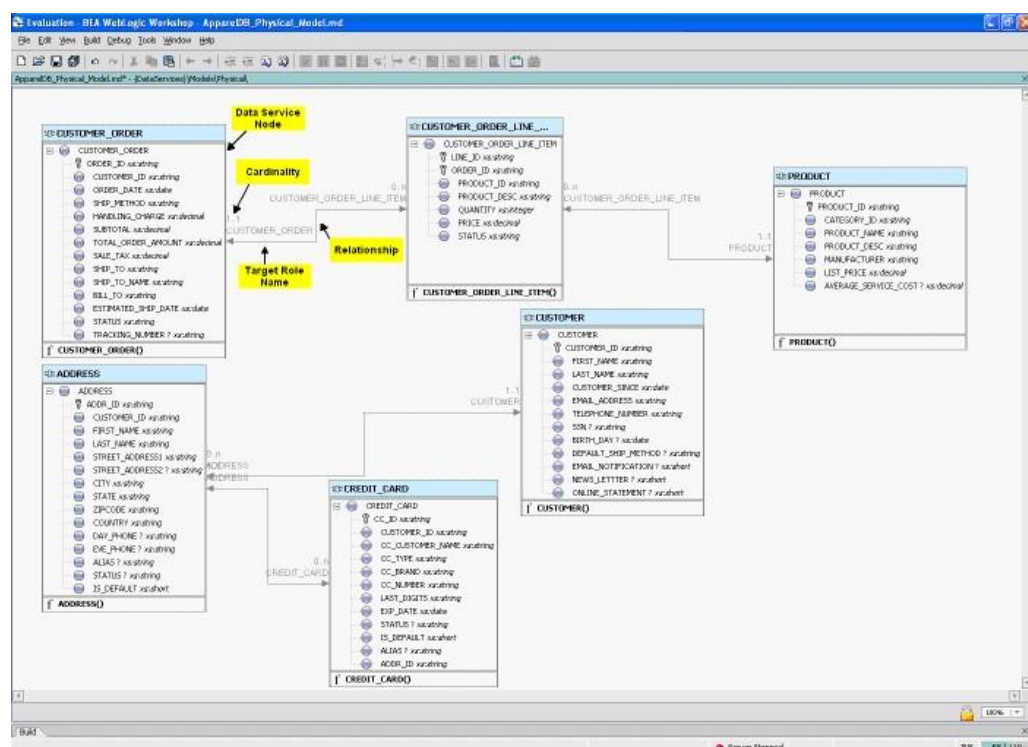 Evaluation - BEA WebLogic Workshop - ApparelDB_Physical_Model.md
File Edit View Build Debug Tools Window Help
ApparelDB_Physical_Model.md* - {DataServices}\Models\Physical\
Data Service Node
Cardinality
Relationship
Target Role Name
CUSTOMER_ORDER
CUSTOMER_ORDER
ORDER_ID xs:string
CUSTOMER_ID xs:string
ORDER_DATE xs:date
SHIP_METHOD xs:string
HANDLING_CHARGE xs:decimal
SUBTOTAL xs:decimal
TOTAL_ORDER_AMOUNT xs:decimal
SALE_TAX xs:decimal
SHIP_TO xs:string
SHIP_TO_NAME xs:string
BILL_TO xs:string
ESTIMATED_SHIP_DATE xs:date
STATUS xs:string
TRACKING_NUMBER ? xs:string
CUSTOMER_ORDER()
1..1
CUSTOMER_ORDER
0..n
CUSTOMER_ORDER_LINE_ITEM
CUSTOMER_ORDER_LINE_...
CUSTOMER_ORDER_LINE_ITEM
LINE_ID xs:string
ORDER_ID xs:string
PRODUCT_ID xs:string
PRODUCT_DESC xs:string
QUANTITY xs:integer
PRICE xs:decimal
STATUS xs:string
CUSTOMER_ORDER_LINE_ITEM()
0..n
CUSTOMER_ORDER_LINE_ITEM
1..1
PRODUCT
PRODUCT
PRODUCT
PRODUCT_ID xs:string
CATEGORY_ID xs:string
PRODUCT_NAME xs:string
PRODUCT_DESC xs:string
MANUFACTURER xs:string
LIST_PRICE xs:decimal
AVERAGE_SERVICE_COST ? xs:decimal
PRODUCT()
ADDRESS
ADDRESS
ADDR_ID xs:string
CUSTOMER_ID xs:string
FIRST_NAME xs:string
LAST_NAME xs:string
STREET_ADDRESS1 xs:string
STREET_ADDRESS2 ? xs:string
CITY xs:string
STATE xs:string
ZIPCODE xs:string
COUNTRY xs:string
DAY_PHONE ? xs:string
EVE_PHONE ? xs:string
ALIAS ? xs:string
STATUS ? xs:string
IS_DEFAULT xs:short
ADDRESS()
0..n
ADDRESS
ADDRESS
1..1
CUSTOMER
CUSTOMER
CUSTOMER
CUSTOMER_ID xs:string
FIRST_NAME xs:string
LAST_NAME xs:string
CUSTOMER_SINCE xs:date
EMAIL_ADDRESS xs:string
TELEPHONE_NUMBER xs:string
SSN ? xs:string
BIRTH_DAY ? xs:date
DEFAULT_SHIP_METHOD ? xs:string
EMAIL_NOTIFICATION ? xs:short
NEWS_LETTTER ? xs:short
ONLINE_STATEMENT ? xs:short
CUSTOMER()
0..n
CREDIT_CARD
CREDIT_CARD
CREDIT_CARD
CC_ID xs:string
CUSTOMER_ID xs:string
CC_CUSTOMER_NAME xs:string
CC_TYPE xs:string
CC_BRAND xs:string
CC_NUMBER xs:string
LAST_DIGITS xs:string
EXP_DATE xs:date
STATUS ? xs:string
IS_DEFAULT xs:short
ALIAS ? xs:string
ADDR_ID xs:string
CREDIT_CARD()
100%
Build